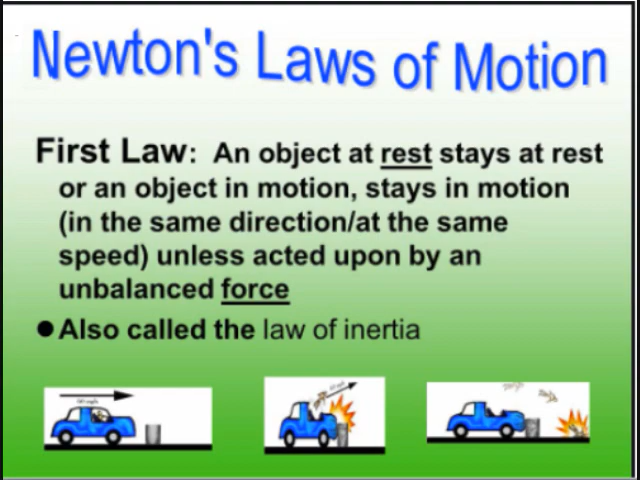 Newton's Laws of Motion
First Law: An object at rest stays at rest
or an object in motion, stays in motion
(in the same direction/at the same
speed) unless acted upon by an
unbalanced force
● Also called the law of inertia